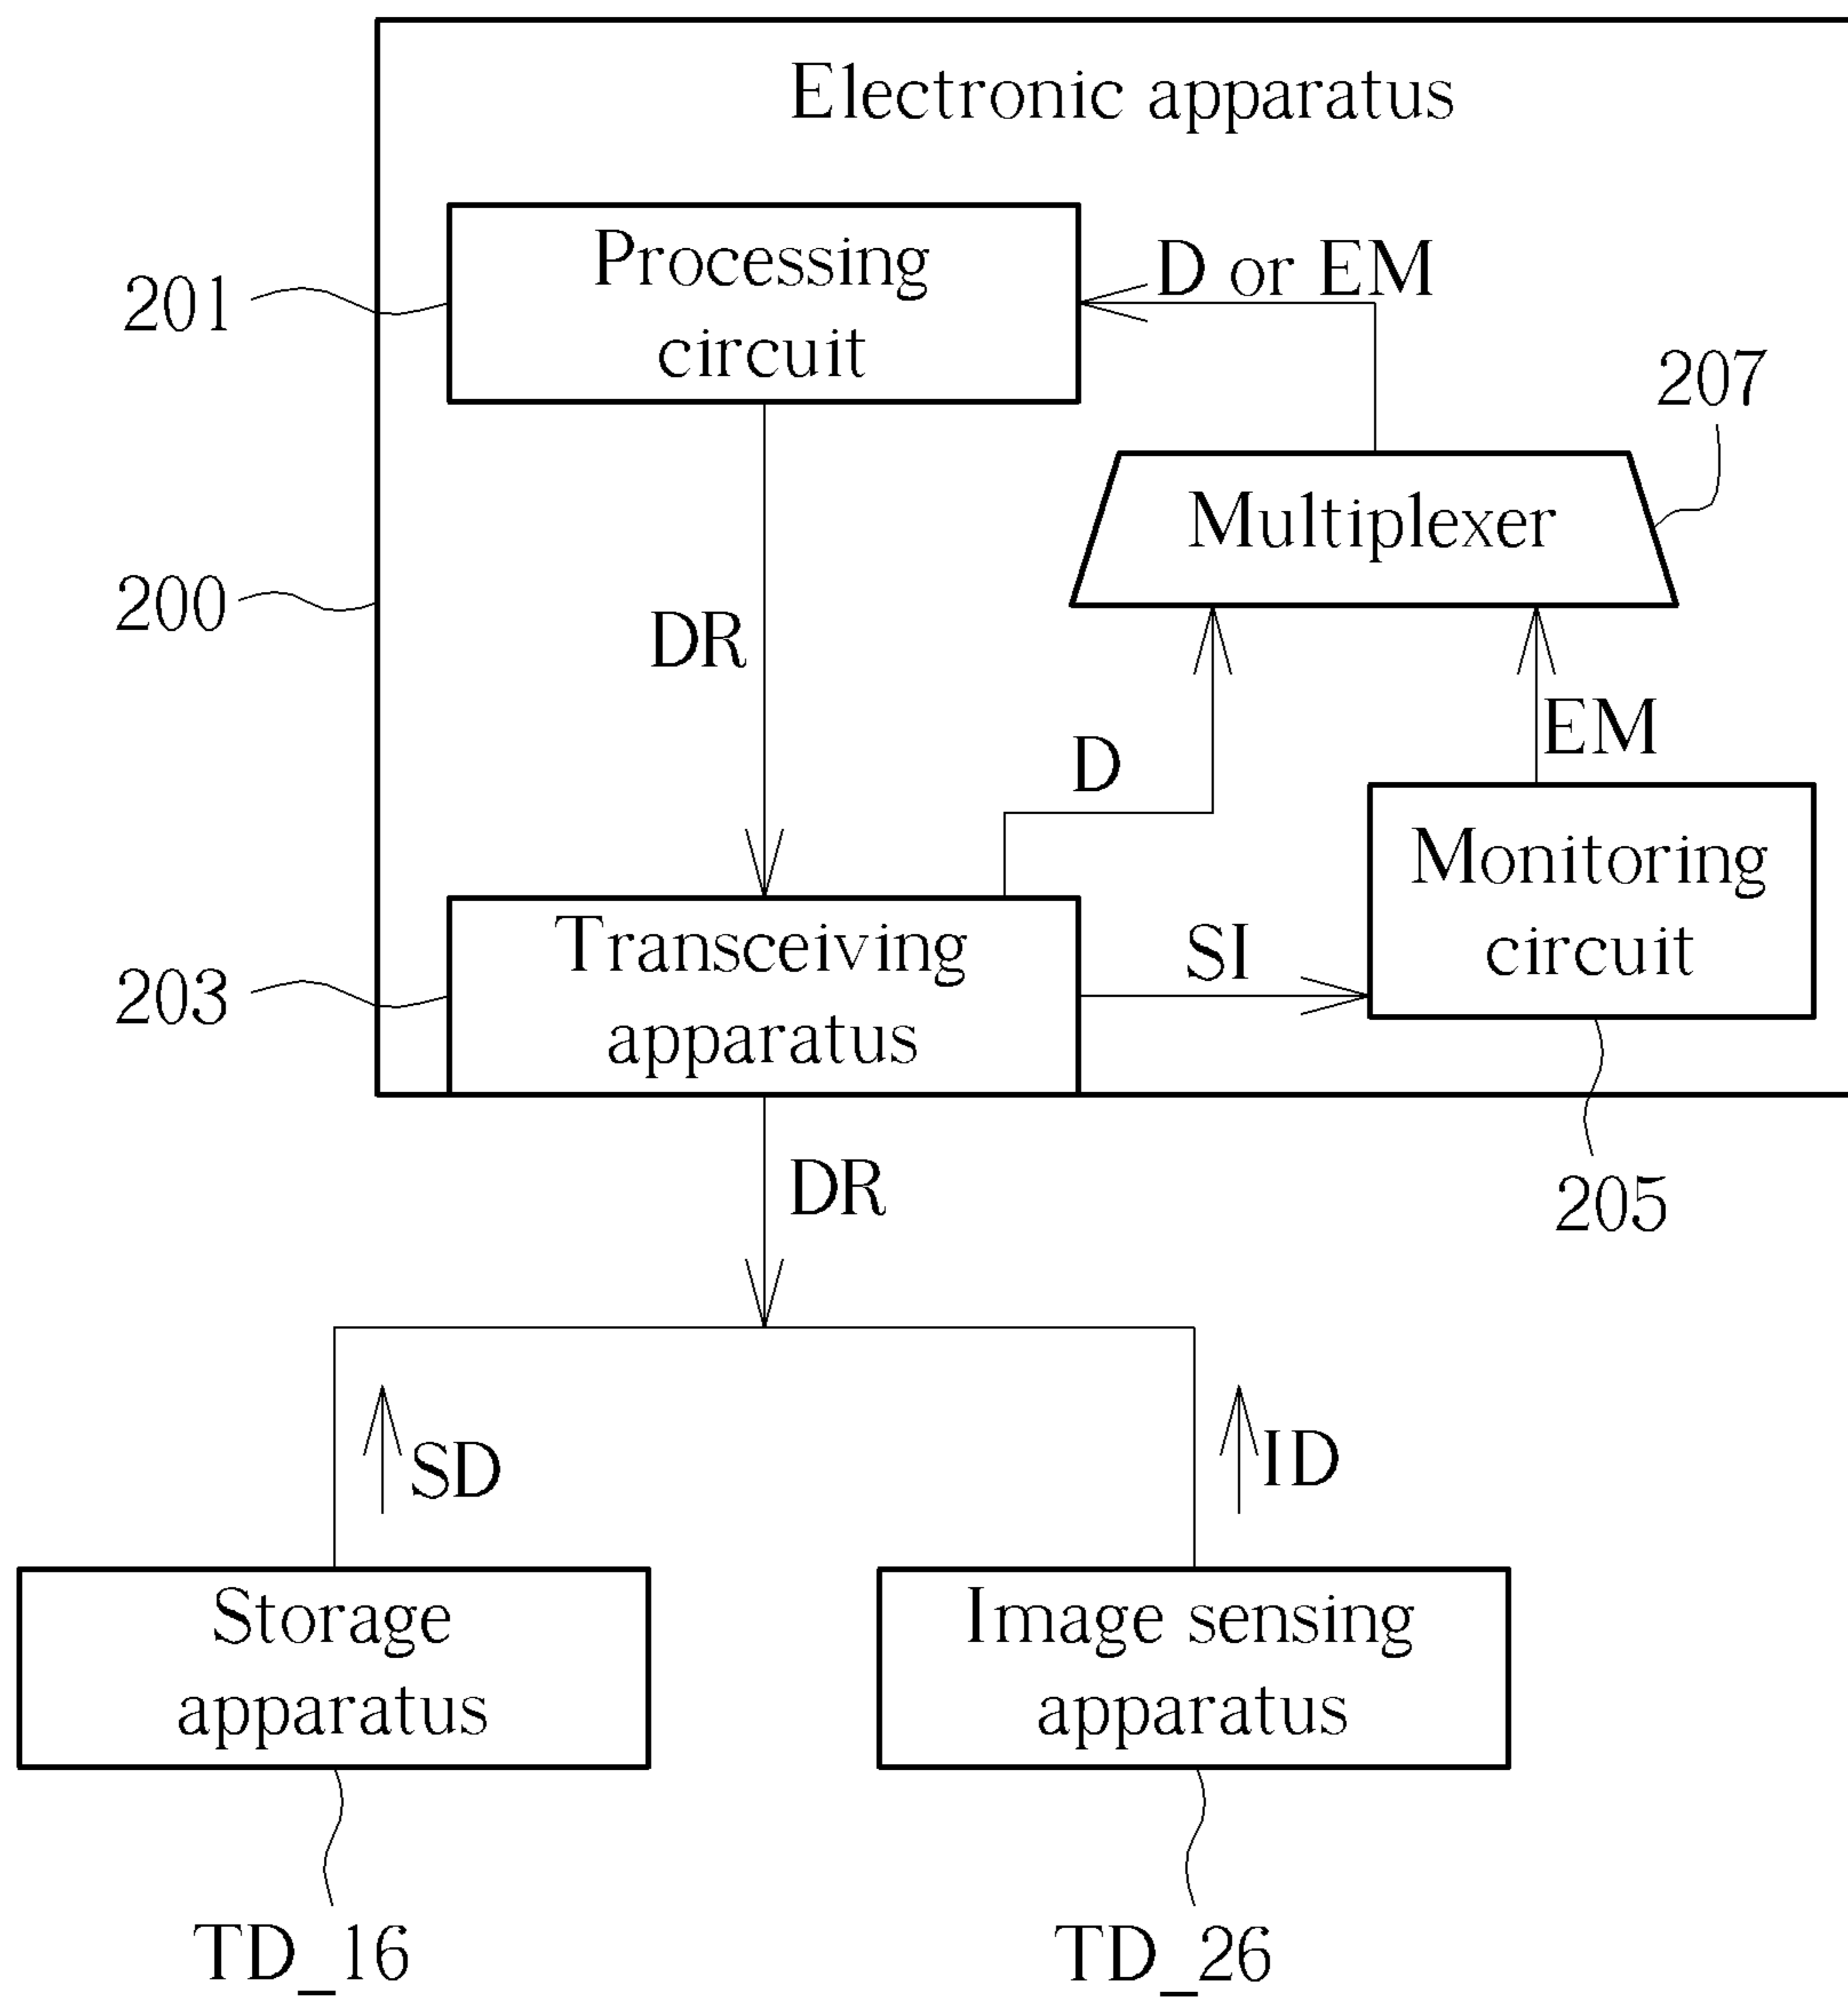 Electronic apparatus
Processing
circuit
D or EM
201
207
Multiplexer
200
DR
EM
D
Monitoring
circuit
Transceiving
apparatus
SI
203
DR
205
SD
ID
Storage
apparatus
Image sensing
apparatus
TD_16
TD_26